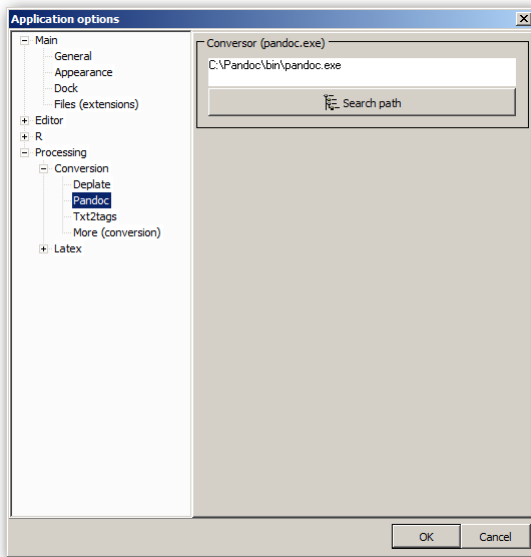 Application options
Main
General
Appearance
Dock
Files (extensions)
Editor
R
Processing
Conversion
Deplate
Pandoc
Txt2tags
More (conversion)
Latex
Conversor (pandoc.exe)
C:\Pandoc\bin\pandoc.exe
Search path
OK
Cancel